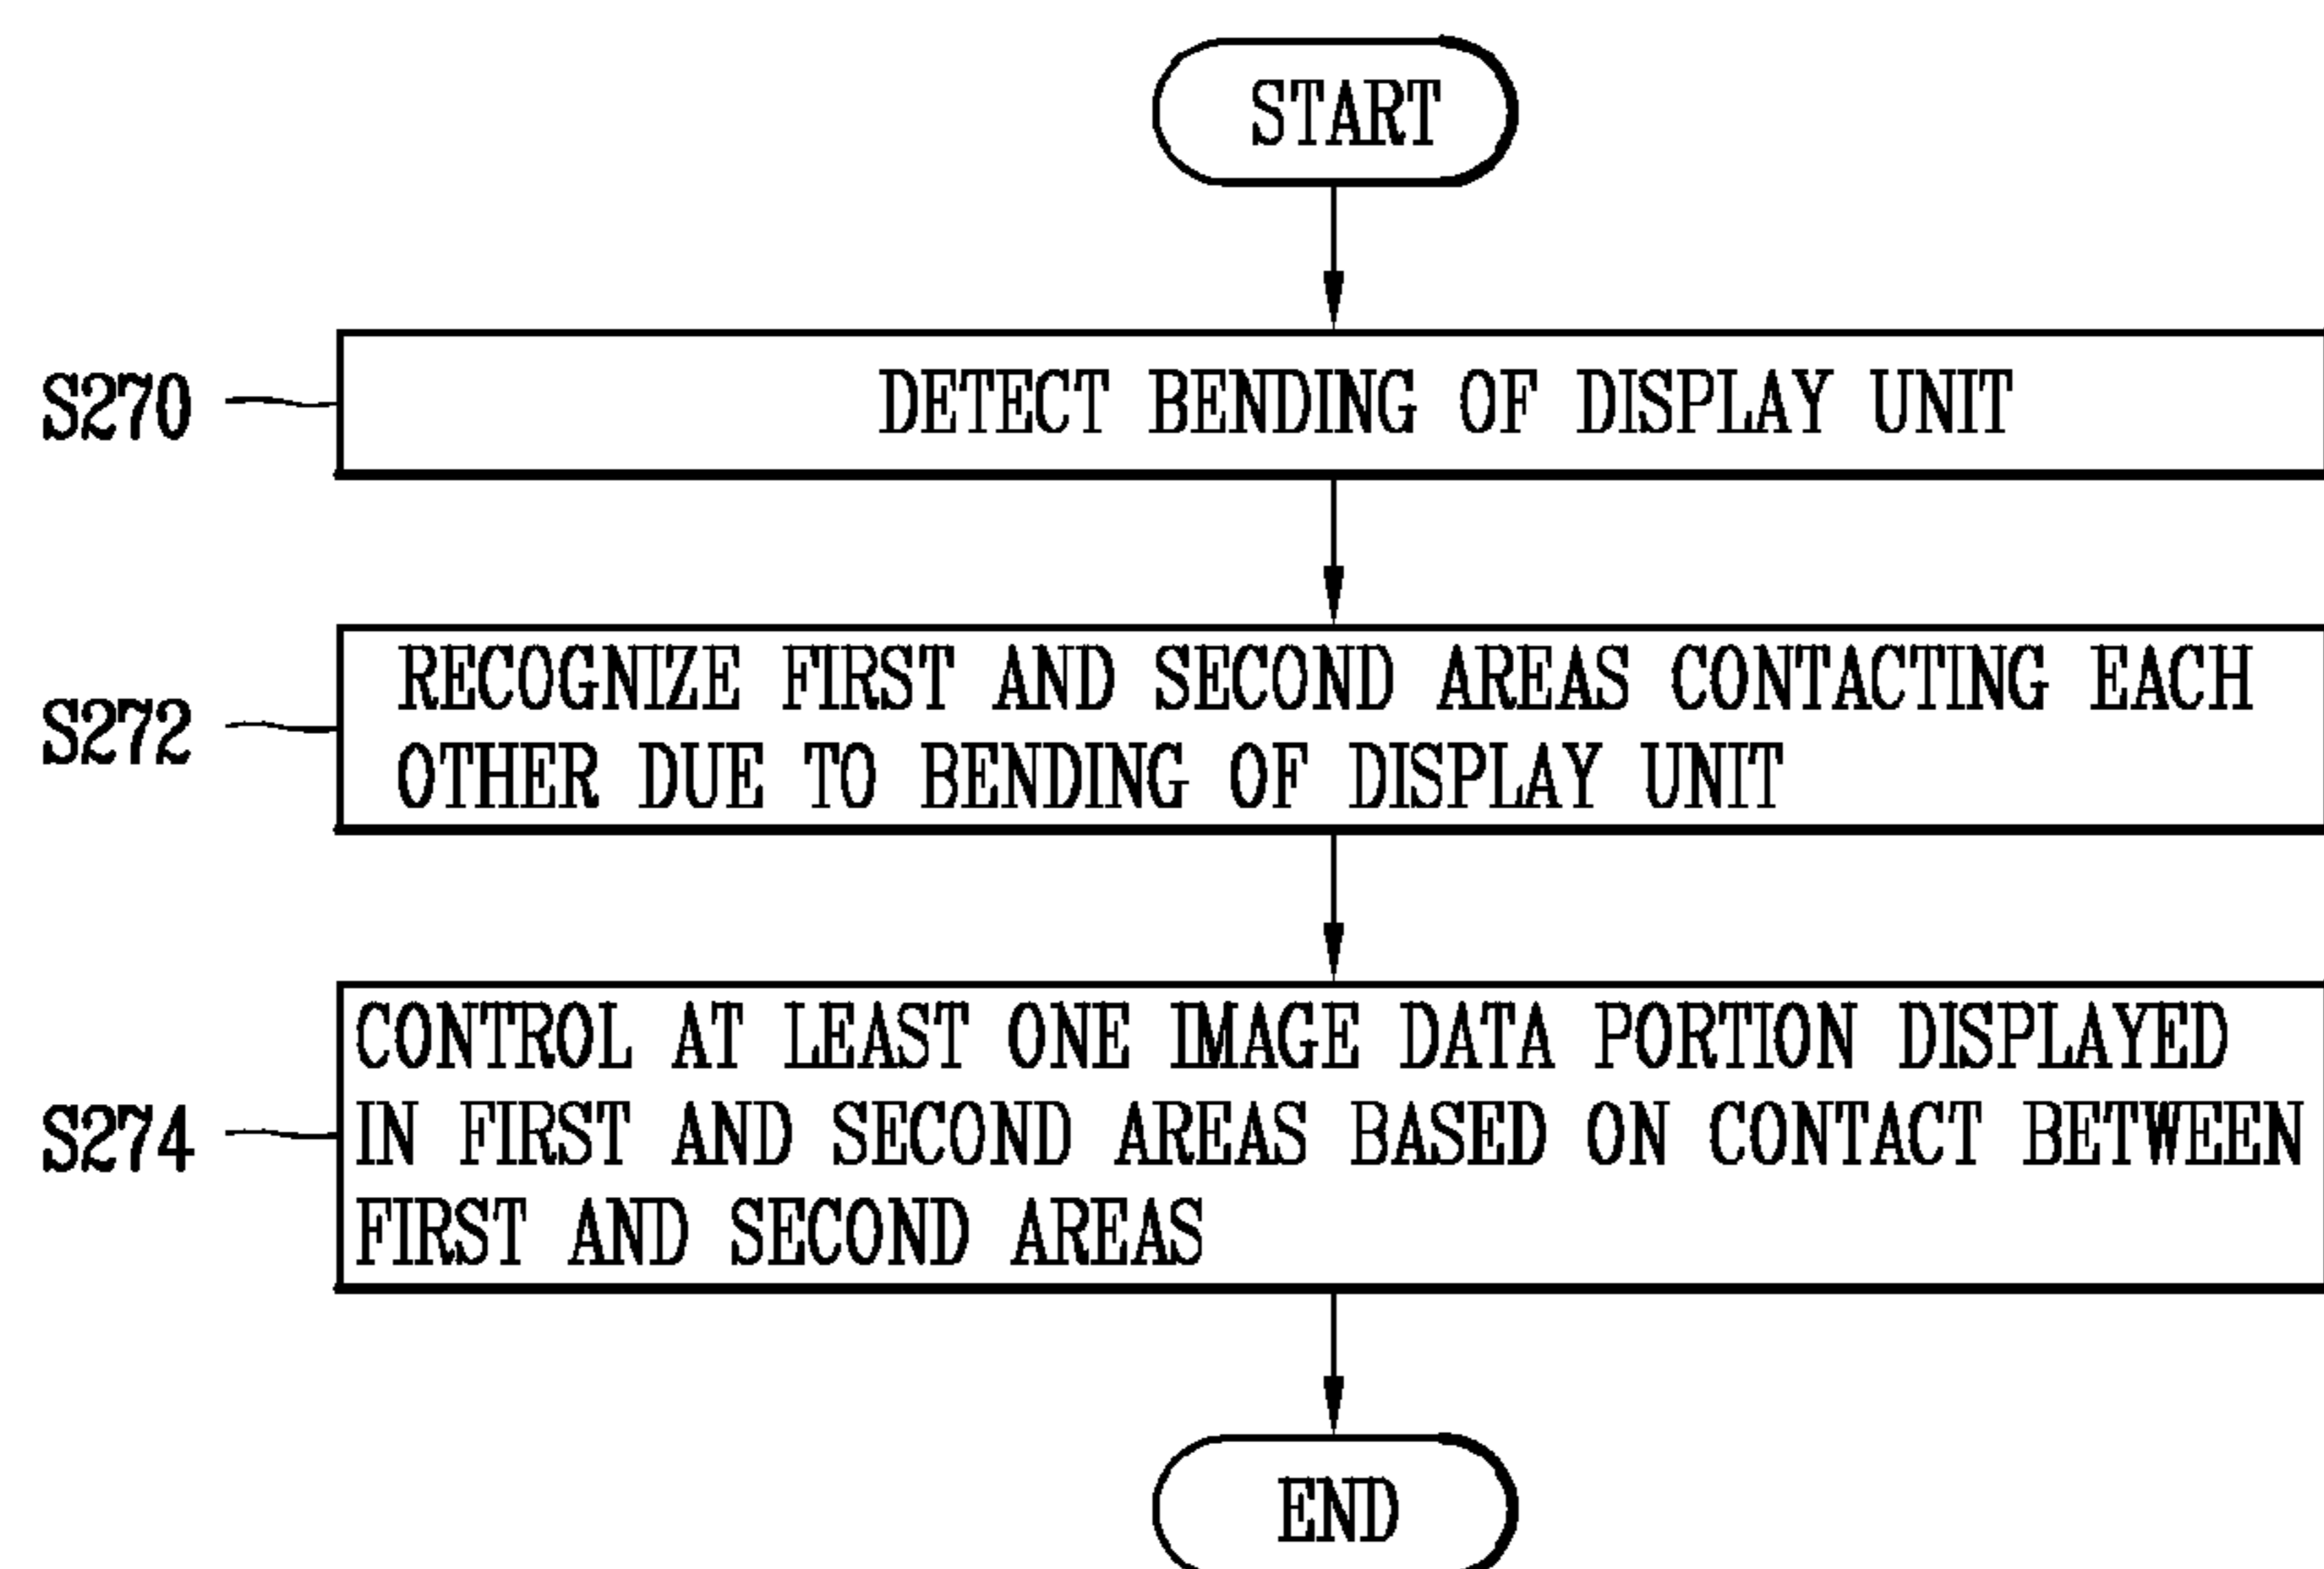 START
S270
DETECT BENDING OF DISPLAY UNIT
S272
RECOGNIZE FIRST AND SECOND AREAS CONTACTING EACH
OTHER DUE TO BENDING OF DISPLAY UNIT
S274
CONTROL AT LEAST ONE IMAGE DATA PORTION DISPLAYED
IN FIRST AND SECOND AREAS BASED ON CONTACT BETWEEN
FIRST AND SECOND AREAS
END